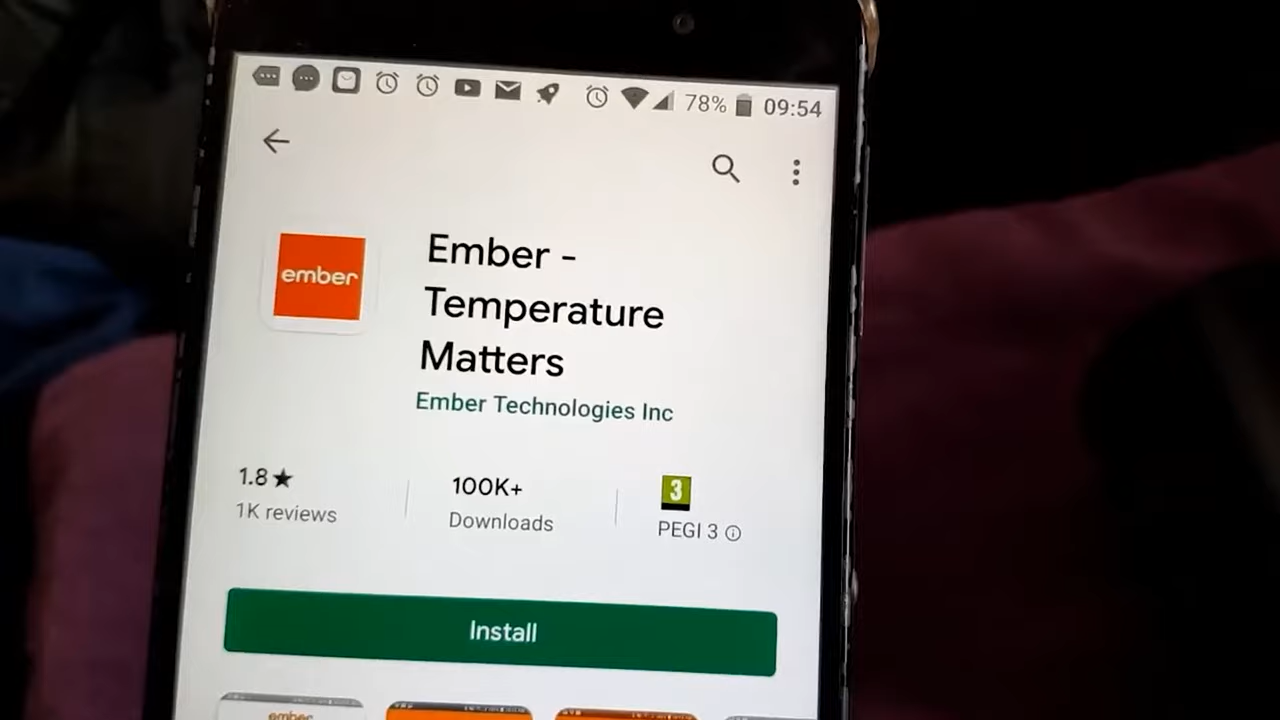 78% 09:54
ember
Ember -
Temperature
Matters
Ember Technologies Inc
1.8★
1K reviews
100K+
Downloads
3
PEGI 3
Install
ember